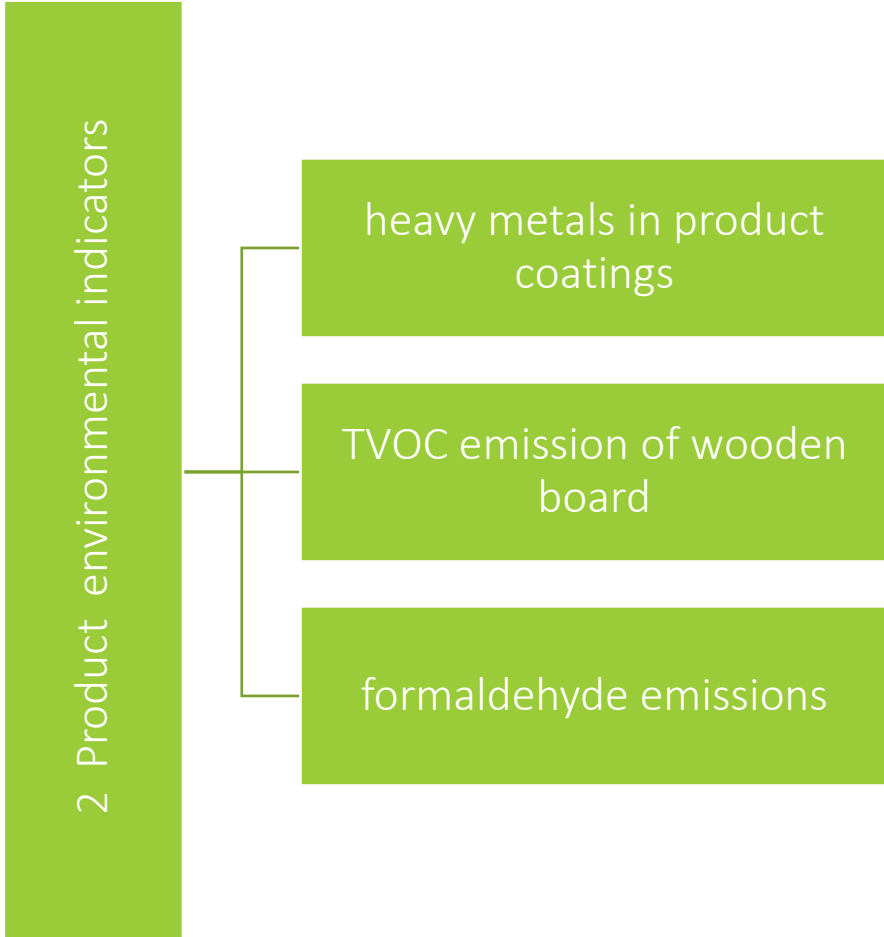 2 Product environmental indicators
heavy metals in product
coatings
TVOC emission of wooden
board
formaldehyde emissions